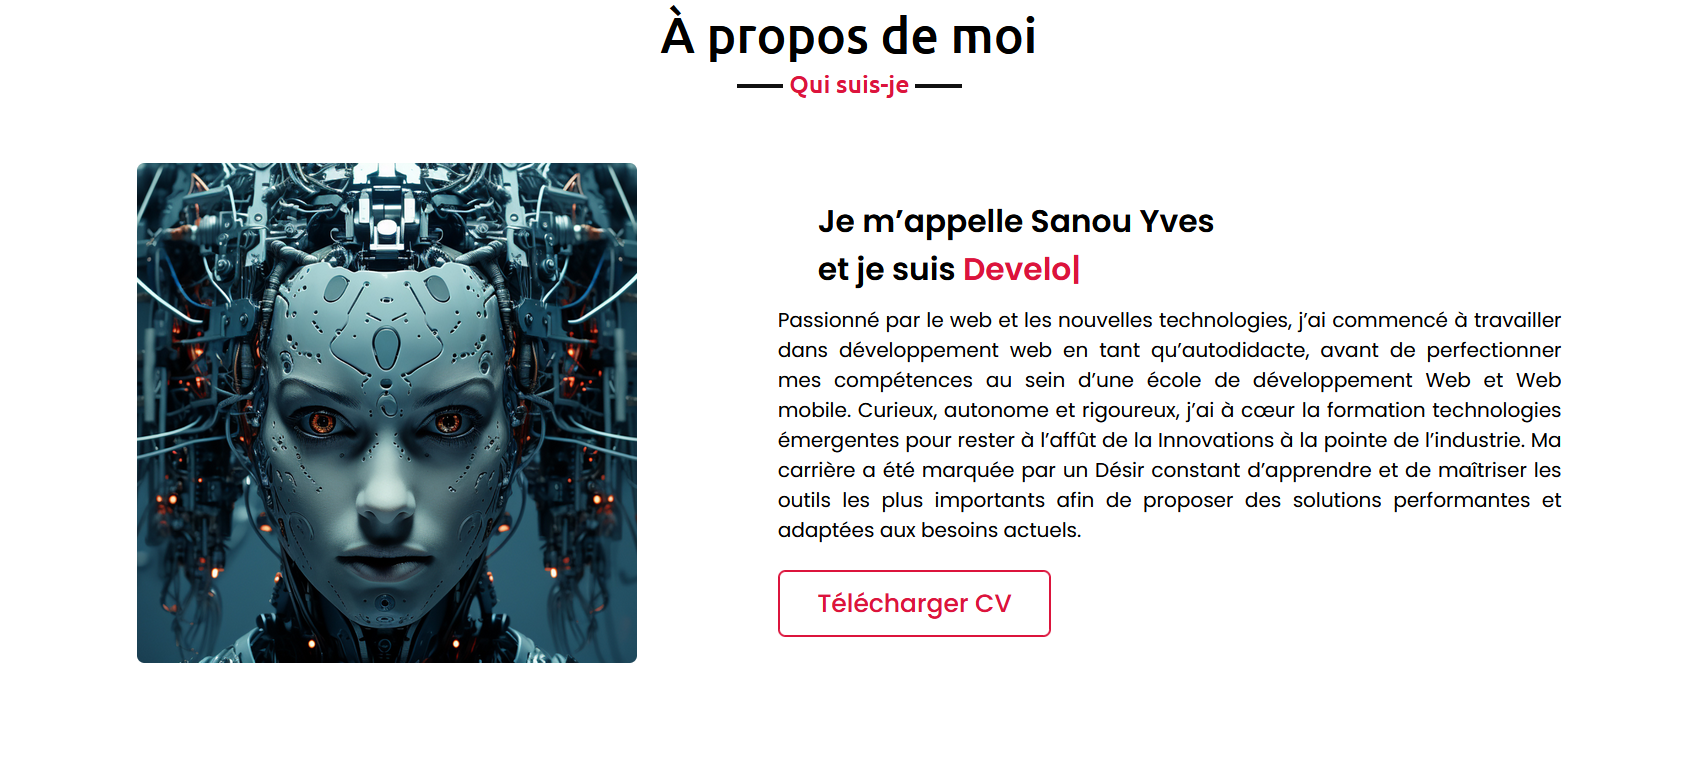 À propos de moi
Qui suis-je
Je m’appelle Sanou Yves
et je suis Develo|
Passionné par le web et les nouvelles technologies, j’ai commencé à travailler
dans développement web en tant qu’autodidacte, avant de perfectionner
mes compétences au sein d’une école de développement Web et Web
mobile. Curieux, autonome et rigoureux, j’ai à cœur la formation technologies
émergentes pour rester à l’affût de la Innovations à la pointe de l’industrie. Ma
carrière a été marquée par un Désir constant d’apprendre et de maîtriser les
outils les plus importants afin de proposer des solutions performantes et
adaptées aux besoins actuels.
Télécharger CV